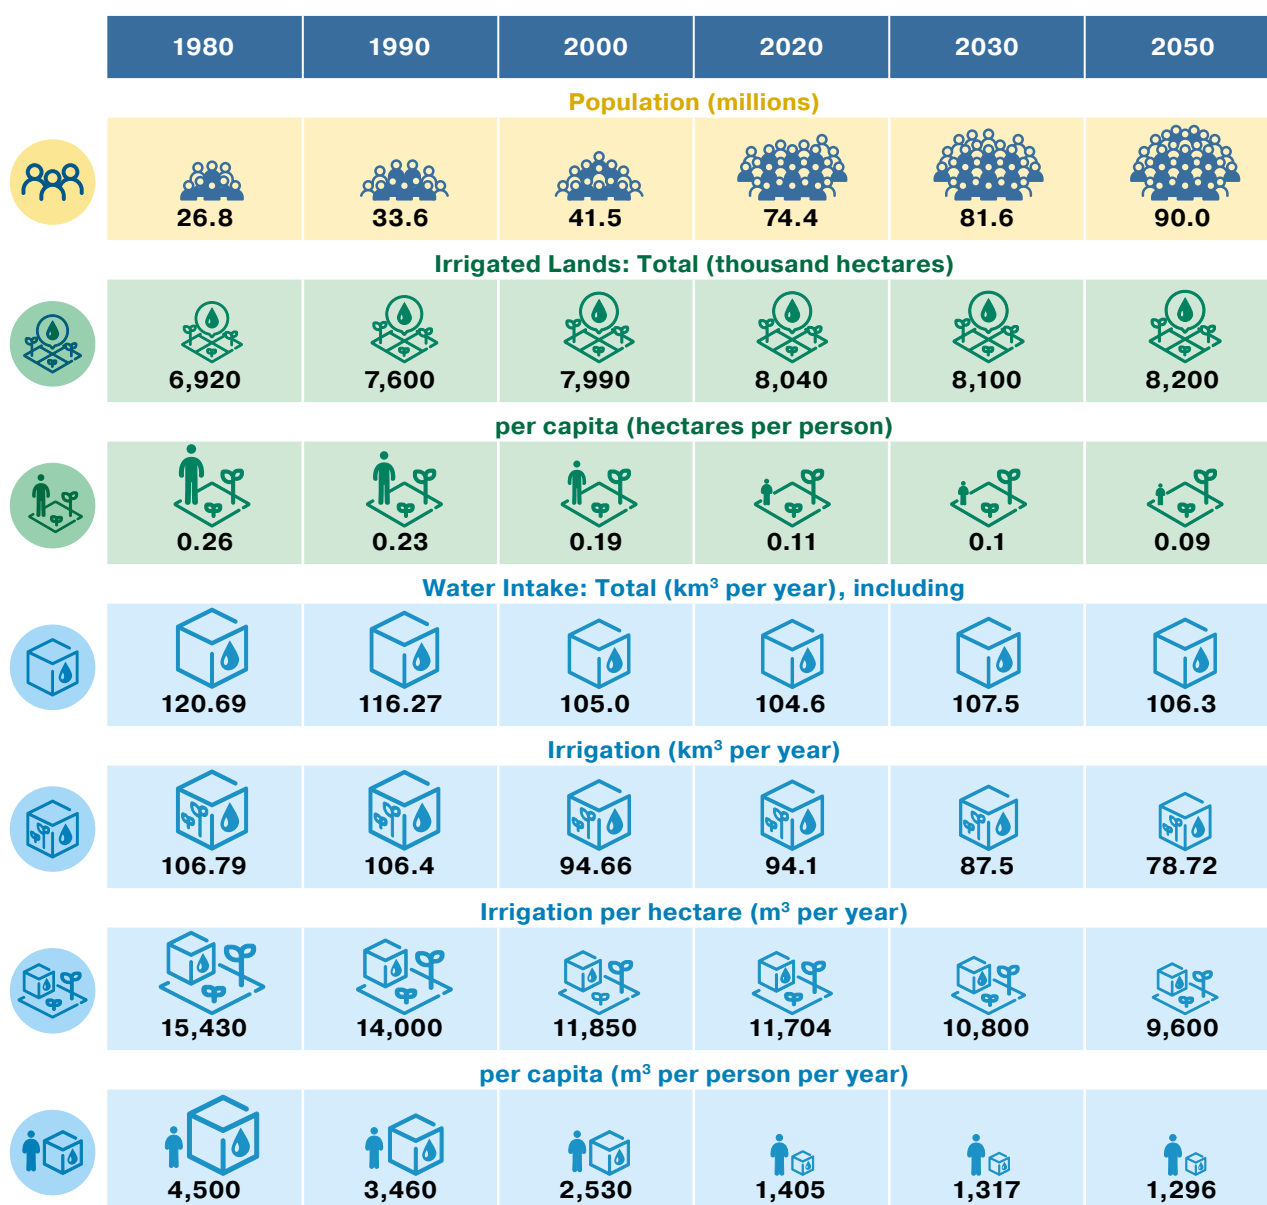 1980 1990 2000 2020 2030 2050
Population (millions)
26.8 33.6 41.5 74.4 81.6 90.0
Irrigated Lands: Total (thousand hectares)
6,920 7,600 7,990 8,040 8,100 8,200
per capita (hectares per person)
0.26 0.23 0.19 0.11 0.1 0.09
Water Intake: Total (km³ per year), including
120.69 116.27 105.0 104.6 107.5 106.3
Irrigation (km³ per year)
106.79 106.4 94.66 94.1 87.5 78.72
Irrigation per hectare (m³ per year)
15,430 14,000 11,850 11,704 10,800 9,600
per capita (m³ per person per year)
4,500 3,460 2,530 1,405 1,317 1,296